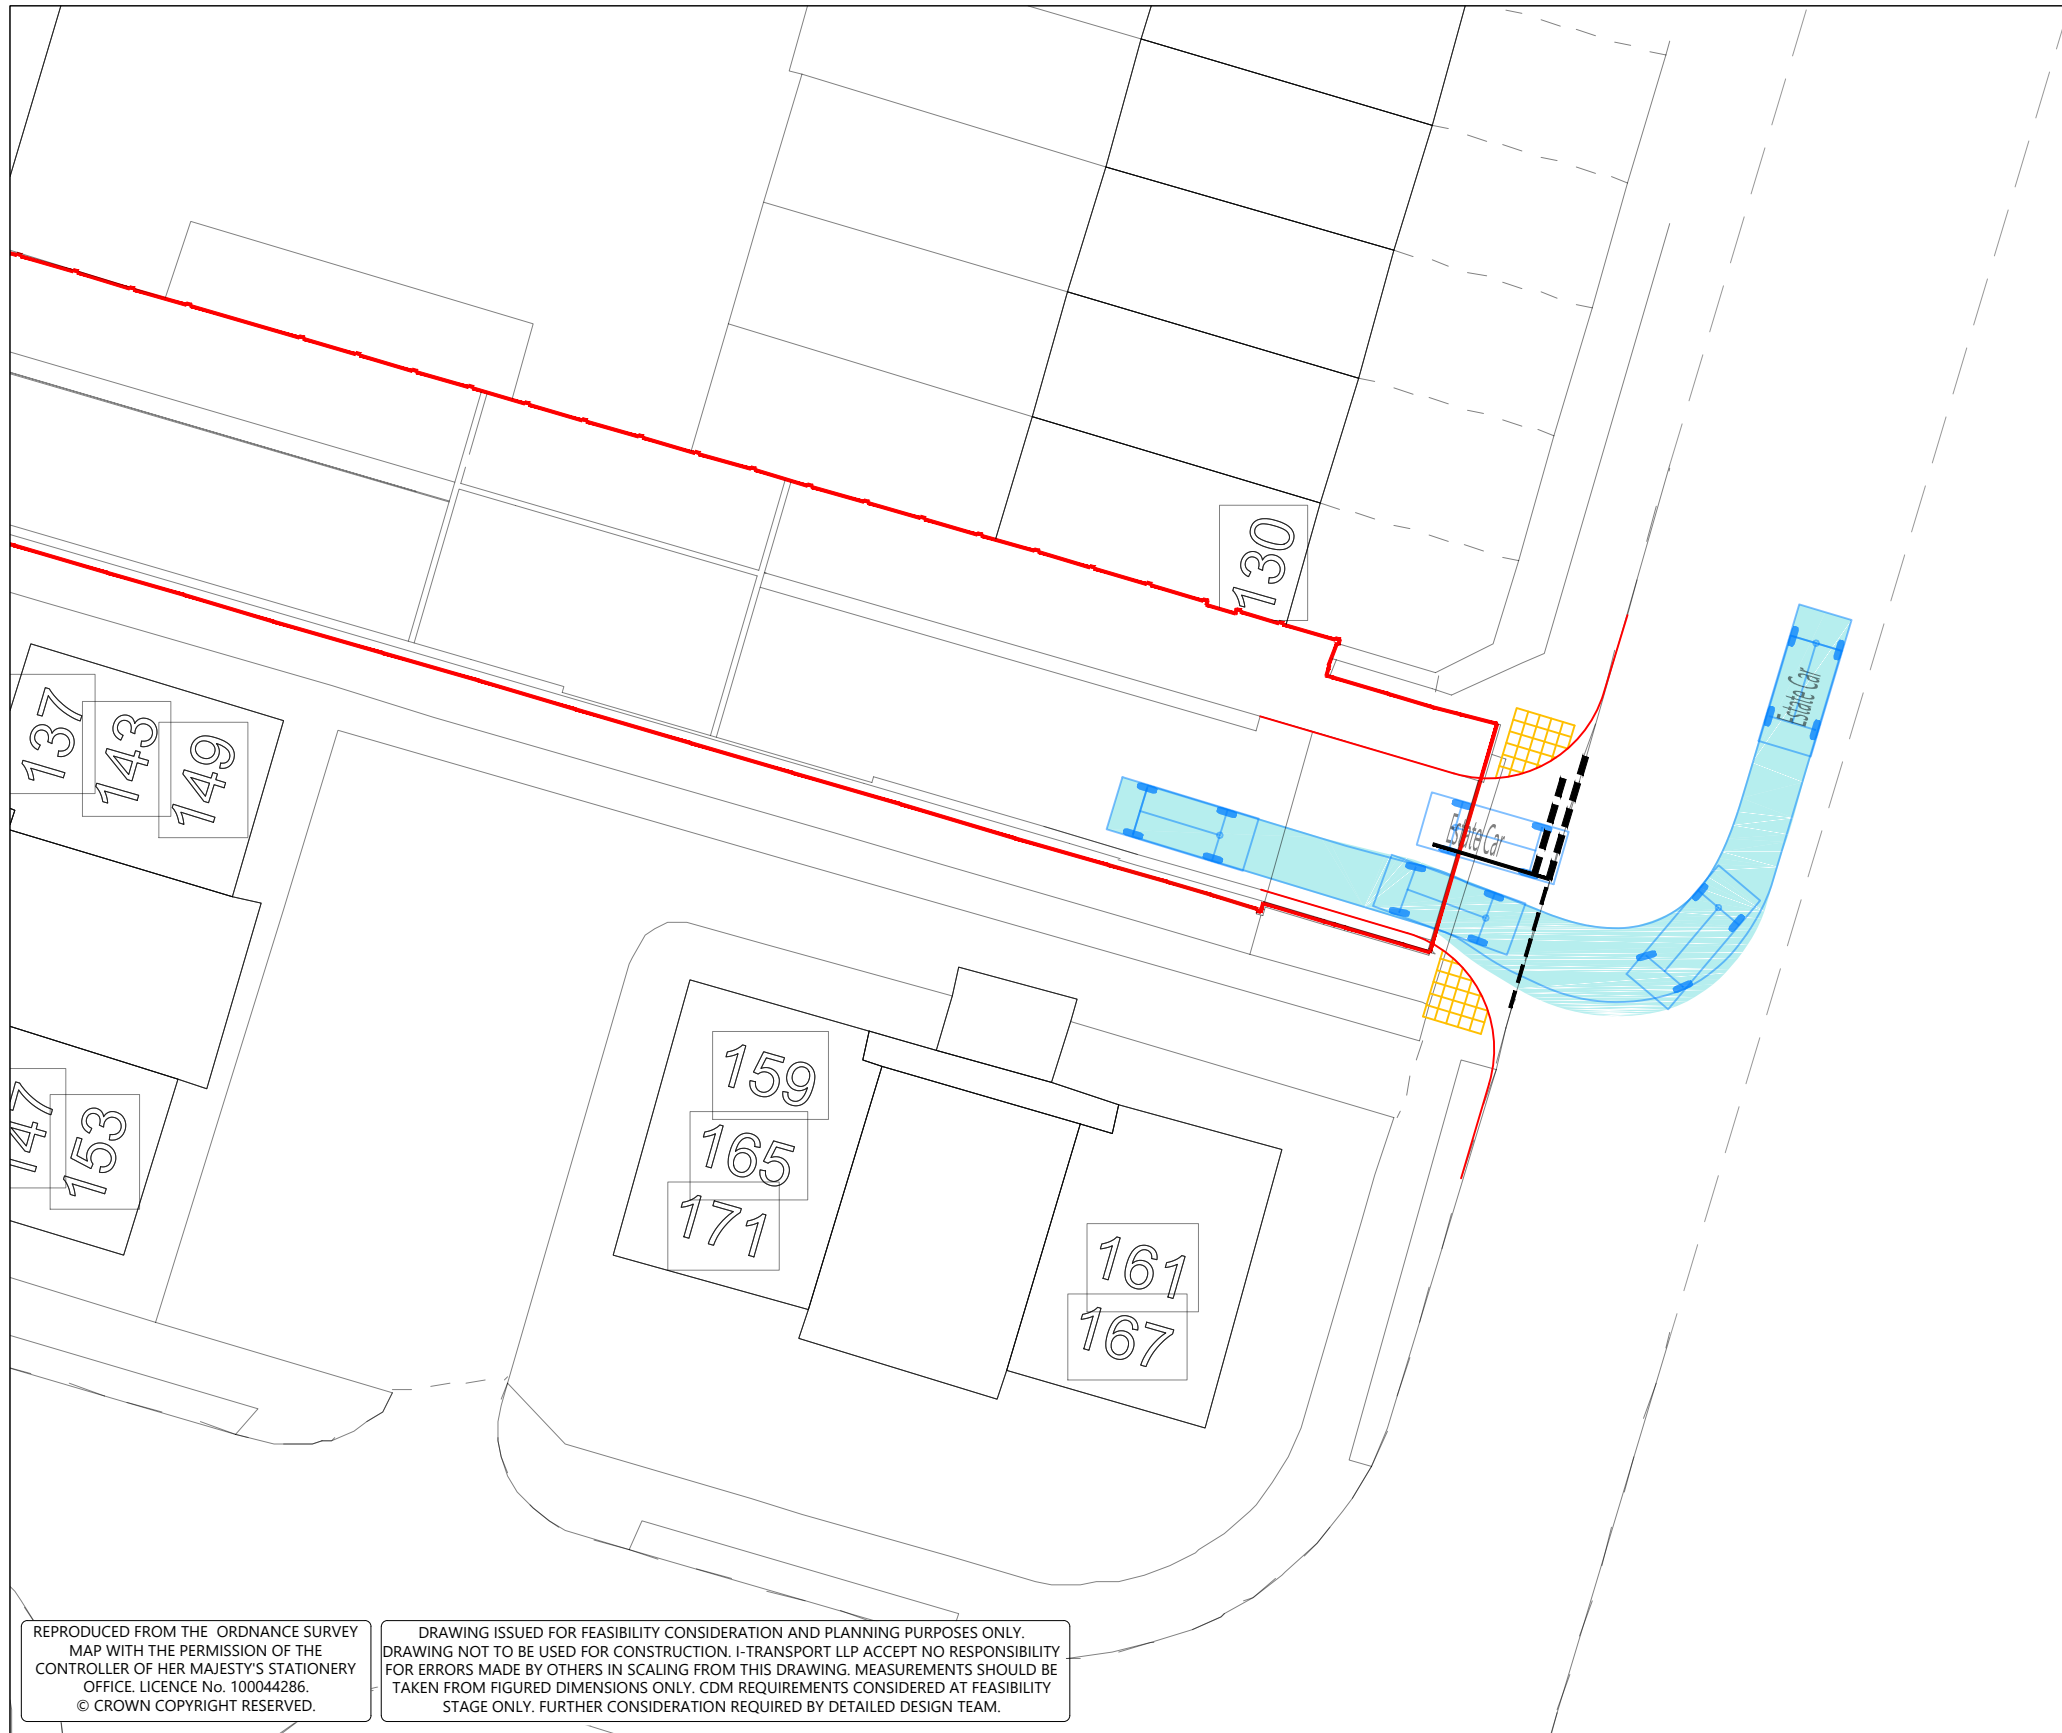 130
Estate Car
Estate Car
137
143
149
147
153
159
165
171
161
167
REPRODUCED FROM THE ORDNANCE SURVEY
MAP WITH THE PERMISSION OF THE
CONTROLLER OF HER MAJESTY'S STATIONERY
OFFICE. LICENCE No. 100044286.
© CROWN COPYRIGHT RESERVED.
DRAWING ISSUED FOR FEASIBILITY CONSIDERATION AND PLANNING PURPOSES ONLY.
DRAWING NOT TO BE USED FOR CONSTRUCTION. I-TRANSPORT LLP ACCEPT NO RESPONSIBILITY
FOR ERRORS MADE BY OTHERS IN SCALING FROM THIS DRAWING. MEASUREMENTS SHOULD BE
TAKEN FROM FIGURED DIMENSIONS ONLY. CDM REQUIREMENTS CONSIDERED AT FEASIBILITY
STAGE ONLY. FURTHER CONSIDERATION REQUIRED BY DETAILED DESIGN TEAM.